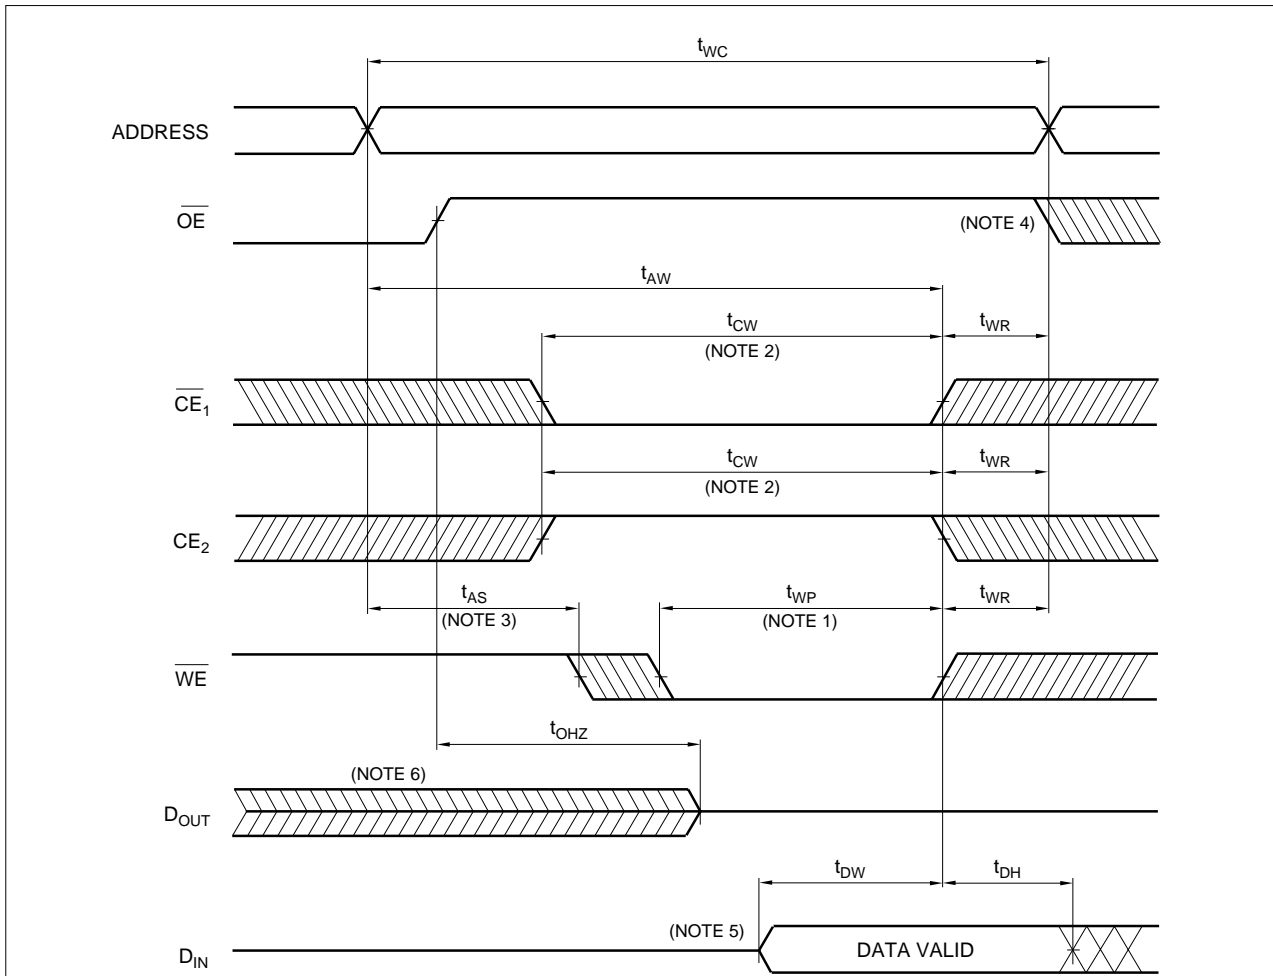 tWC
ADDRESS
OE
(NOTE 4)
tAW
tCW
tWR
(NOTE 2)
CE1
tCW
tWR
(NOTE 2)
CE2
tAS
tWP
tWR
(NOTE 3)
(NOTE 1)
WE
tOHZ
(NOTE 6)
DOUT
tDW
tDH
(NOTE 5)
DATA VALID
DIN